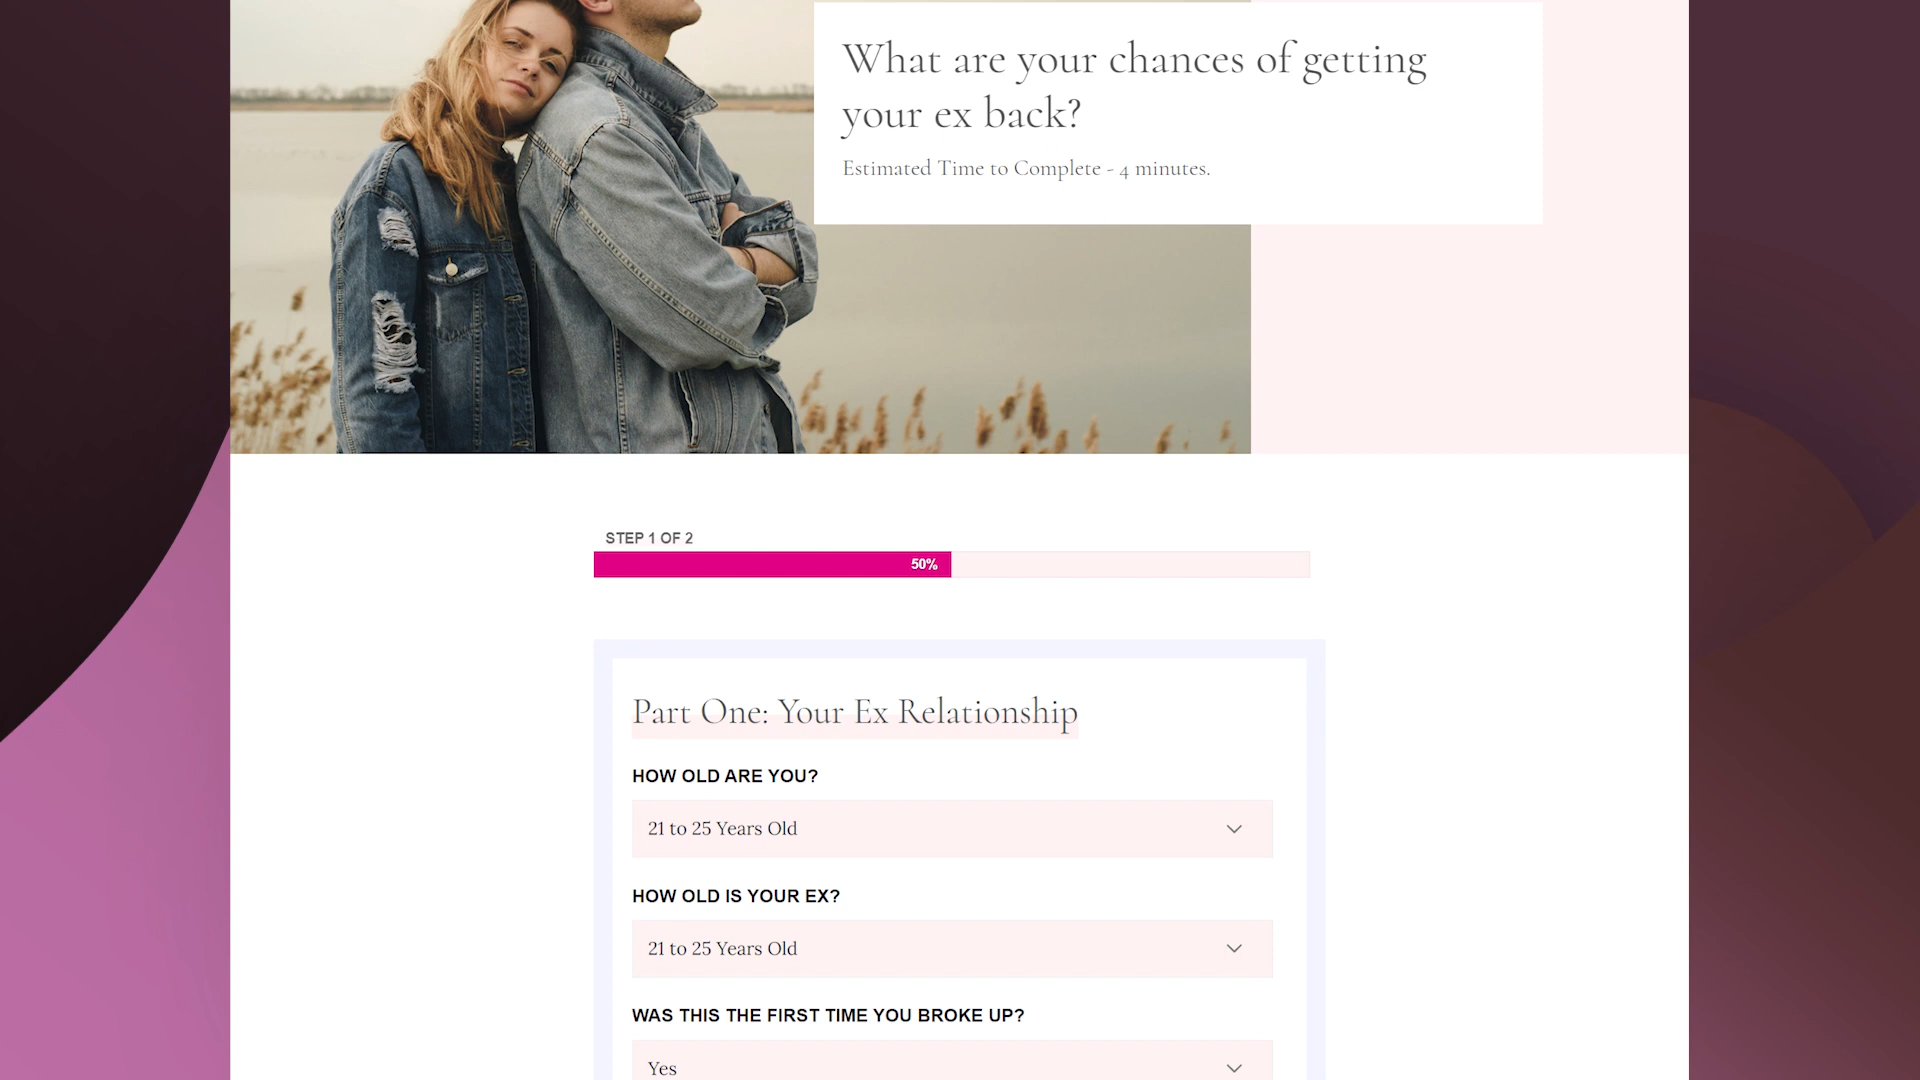 What are your chances of getting
your ex back?
Estimated Time to Complete - 4 minutes.
STEP 1 OF 2
50%
Part One: Your Ex Relationship
HOW OLD ARE YOU?
21 to 25 Years Old
HOW OLD IS YOUR EX?
21 to 25 Years Old
WAS THIS THE FIRST TIME YOU BROKE UP?
Yes